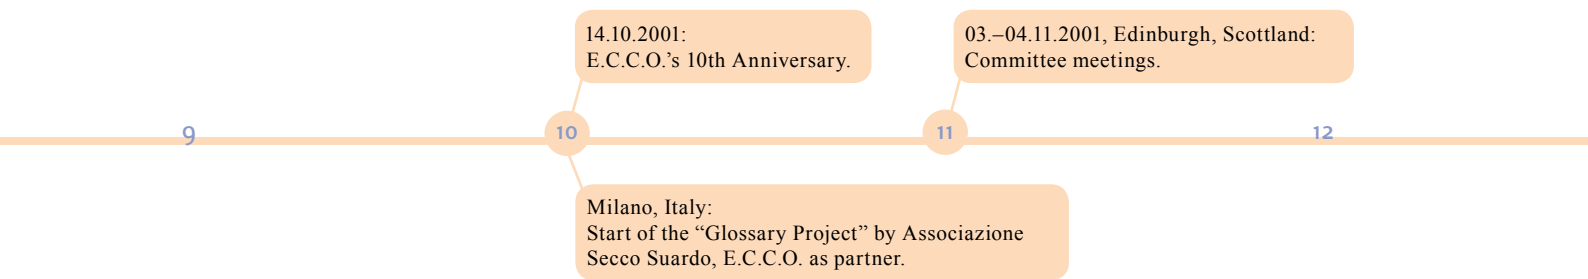 14.10.2001:
E.C.C.O.'s 10th Anniversary.
03.–04.11.2001, Edinburgh, Scotland:
Committee meetings.
9
10
11
12
Milano, Italy:
Start of the “Glossary Project” by Associazione
Secco Suardo, E.C.C.O. as partner.